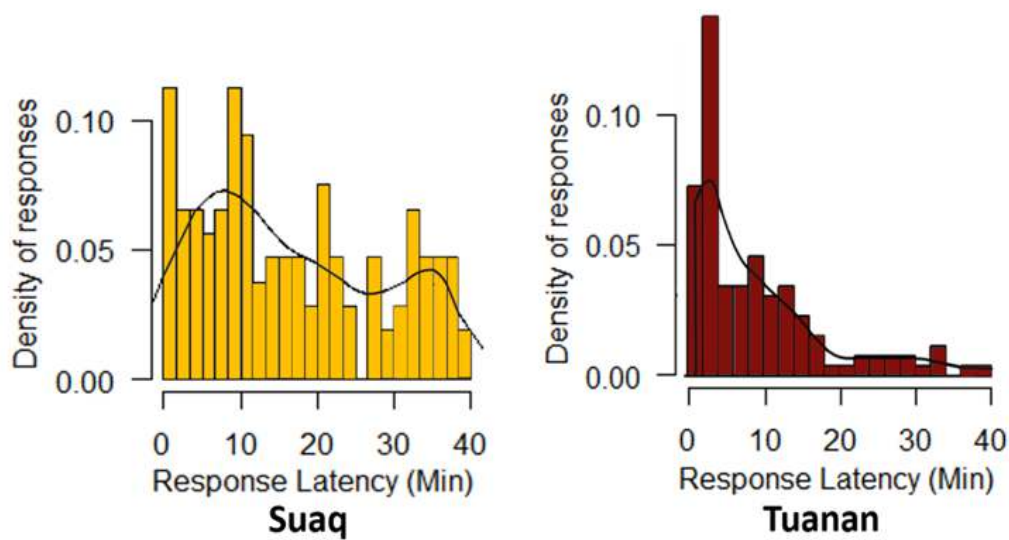 Density of responses
0.10
0.05
0.00
0 10 20 30 40
Response Latency (Min)
Suaq
Density of responses
0.10
0.05
0.00
0 10 20 30 40
Response Latency (Min)
Tuanan